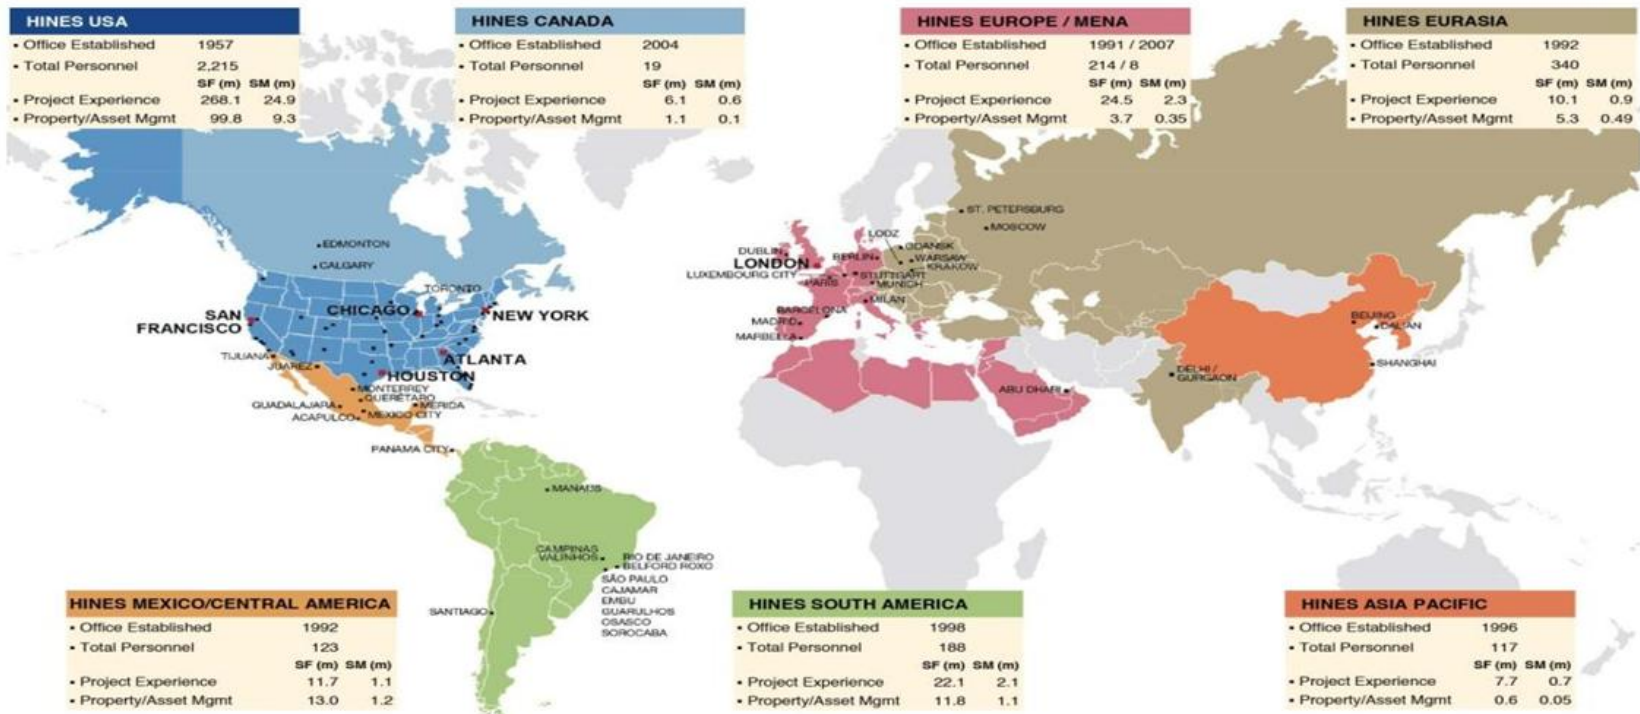 HINES USA
• Office Established 1957
• Total Personnel 2,215
SF (m) SM (m)
• Project Experience 268.1 24.9
• Property/Asset Mgmt 99.8 9.3
HINES CANADA
• Office Established 2004
• Total Personnel 19
SF (m) SM (m)
• Project Experience 6.1 0.6
• Property/Asset Mgmt 1.1 0.1
HINES EUROPE / MENA
• Office Established 1991 / 2007
• Total Personnel 214 / 8
SF (m) SM (m)
• Project Experience 24.5 2.3
• Property/Asset Mgmt 3.7 0.35
HINES EURASIA
• Office Established 1992
• Total Personnel 340
SF (m) SM (m)
• Project Experience 10.1 0.9
• Property/Asset Mgmt 5.3 0.49
EDMONTON
CALGARY
TORONTO
CHICAGO
SAN
FRANCISCO
NEW YORK
ATLANTA
HOUSTON
TIJUANA
JUAREZ
MONTERREY
QUERÉTARO
GUADALAJARA
MERIDA
MEXICO CITY
ACAPULCO
PANAMA CITY
MANAUS
CAMPINAS
VALINHOS
RIO DE JANEIRO
BELFORD ROXO
SÃO PAULO
CAJAMAR
EMBU
GUARULHOS
OSASCO
SOROCABA
SANTIAGO
ST. PETERSBURG
MOSCOW
LODZ
GDANSK
WARSAW
KRAKOW
DUBLIN
LONDON
BERLIN
LUXEMBOURG CITY
STUTTGART
PARIS
MUNICH
MILAN
BARCELONA
MADRID
MARBELLA
ABU DHABI
DELHI /
GURGAON
BEIJING
DALIAN
SHANGHAI
HINES MEXICO/CENTRAL AMERICA
• Office Established 1992
• Total Personnel 123
SF (m) SM (m)
• Project Experience 11.7 1.1
• Property/Asset Mgmt 13.0 1.2
HINES SOUTH AMERICA
• Office Established 1998
• Total Personnel 188
SF (m) SM (m)
• Project Experience 22.1 2.1
• Property/Asset Mgmt 11.8 1.1
HINES ASIA PACIFIC
• Office Established 1996
• Total Personnel 117
SF (m) SM (m)
• Project Experience 7.7 0.7
• Property/Asset Mgmt 0.6 0.05